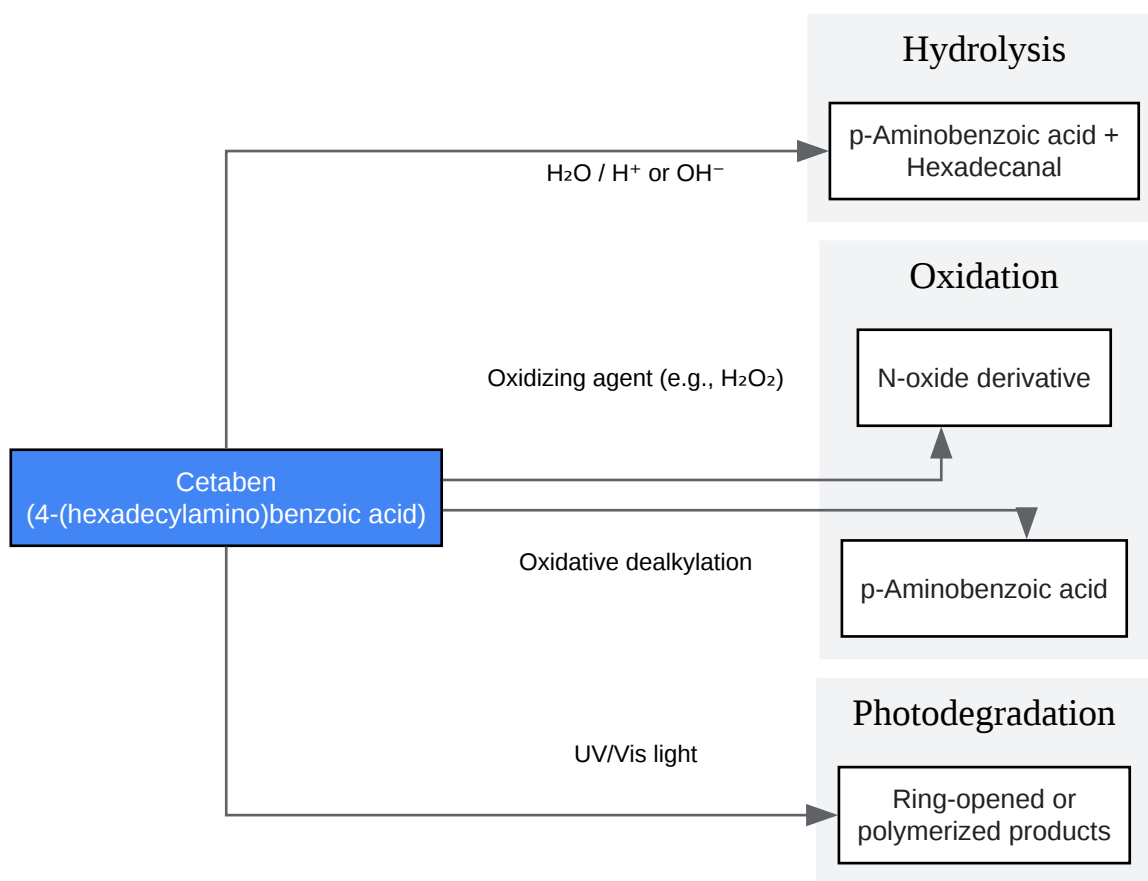 Hydrolysis
p-Aminobenzoic acid +
Hexadecanal
H₂O / H⁺ or OH⁻
Oxidation
Oxidizing agent (e.g., H₂O₂)
N-oxide derivative
Cetaben
(4-(hexadecylamino)benzoic acid)
Oxidative dealkylation
p-Aminobenzoic acid
Photodegradation
UV/Vis light
Ring-opened or
polymerized products